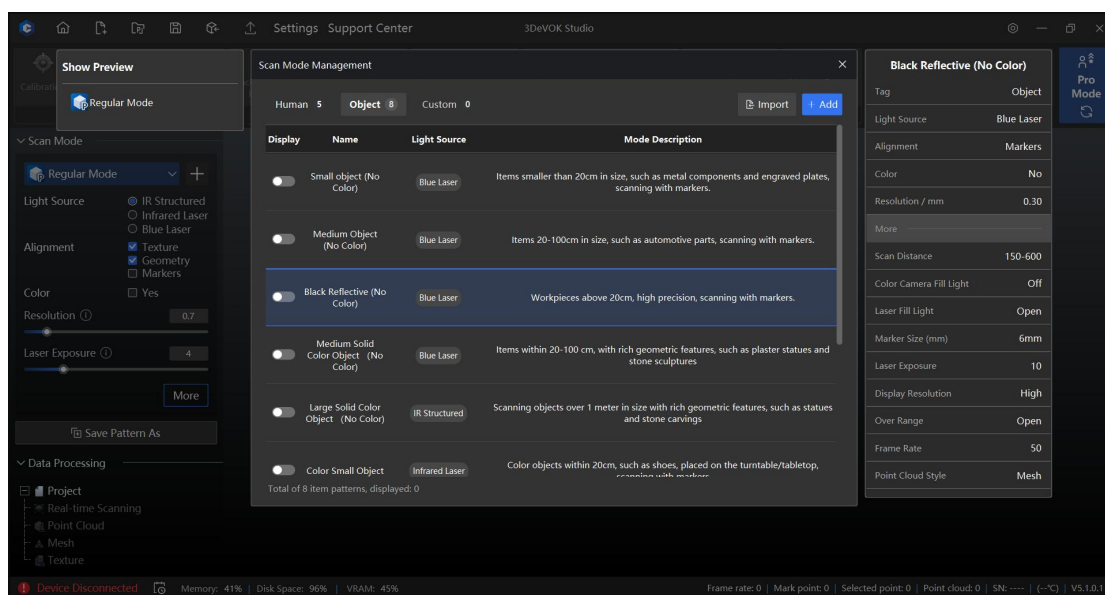 Settings Support Center
3DeVOK Studio
Show Preview
Regular Mode
Scan Mode
Regular Mode
Light Source
IR Structured
Infrared Laser
Blue Laser
Alignment
Texture
Geometry
Markers
Color
Yes
Resolution
0.7
Laser Exposure
4
More
Save Pattern As
Data Processing
Project
Real-time Scanning
Point Cloud
Mesh
Texture
Scan Mode Management
Human 5 Object 8 Custom 0
Import + Add
Display Name Light Source Mode Description
Small object (No
Color)
Blue Laser
Items smaller than 20cm in size, such as metal components and engraved plates,
scanning with markers.
Medium Object
(No Color)
Blue Laser
Items 20-100cm in size, such as automotive parts, scanning with markers.
Black Reflective (No
Color)
Blue Laser
Workpieces above 20cm, high precision, scanning with markers.
Medium Solid
Color Object (No
Color)
Blue Laser
Items within 20-100 cm, with rich geometric features, such as plaster statues and
stone sculptures
Large Solid Color
Object (No Color)
IR Structured
Scanning objects over 1 meter in size with rich geometric features, such as statues
and stone carvings
Color Small Object
Infrared Laser
Color objects within 20cm, such as shoes, placed on the turntable/tabletop,
scanning with markers
Total of 8 item patterns, displayed: 0
Black Reflective (No Color)
Tag Object
Light Source Blue Laser
Alignment Markers
Color No
Resolution / mm 0.30
More
Scan Distance 150-600
Color Camera Fill Light Off
Laser Fill Light Open
Marker Size (mm) 6mm
Laser Exposure 10
Display Resolution High
Over Range Open
Frame Rate 50
Point Cloud Style Mesh
Pro
Mode
Device Disconnected Memory: 41% | Disk Space: 96% | VRAM: 45%
Frame rate: 0 | Mark point: 0 | Selected point: 0 | Point cloud: 0 | SN: ---- | (--℃) | V5.1.0.1